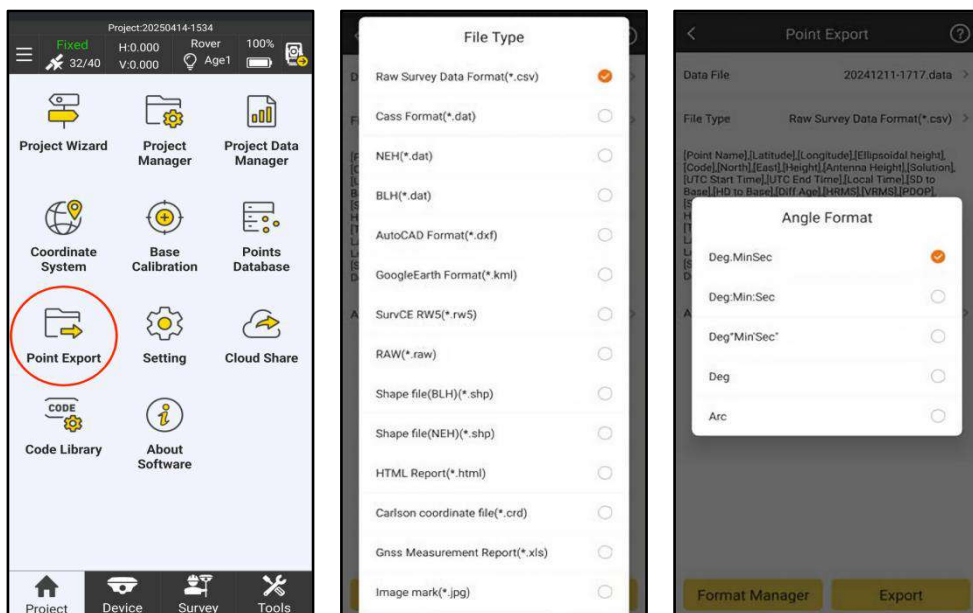 Project:20250414-1534
Fixed
H:0.000
Rover
100%
32/40
V:0.000
Age1
Project Wizard
Project
Manager
Project Data
Manager
Coordinate
System
Base
Calibration
Points
Database
Point Export
Setting
Cloud Share
CODE
Code Library
About
Software
Project
Device
Survey
Tools
File Type
Raw Survey Data Format(*.csv)
Cass Format(*.dat)
NEH(*.dat)
BLH(*.dat)
AutoCAD Format(*.dxf)
GoogleEarth Format(*.kml)
SurvCE RW5(*.rw5)
RAW(*.raw)
Shape file(BLH)(*.shp)
Shape file(NEH)(*.shp)
HTML Report(*.html)
Carlson coordinate file(*.crd)
Gnss Measurement Report(*.xls)
Image mark(*.jpg)
Point Export
Data File
20241211-1717.data
File Type
Raw Survey Data Format(*.csv)
[Point Name],[Latitude],[Longitude],[Ellipsoidal height],
[Code],[North],[East],[Height],[Antenna Height],[Solution],
[UTC Start Time],[UTC End Time],[Local Time],[SD to
Base],[HD to Base],[Diff Age],[HRMS],[VRMS],[PDOP],
Angle Format
Deg.MinSec
Deg:Min:Sec
Deg°Min'Sec"
Deg
Arc
Format Manager
Export